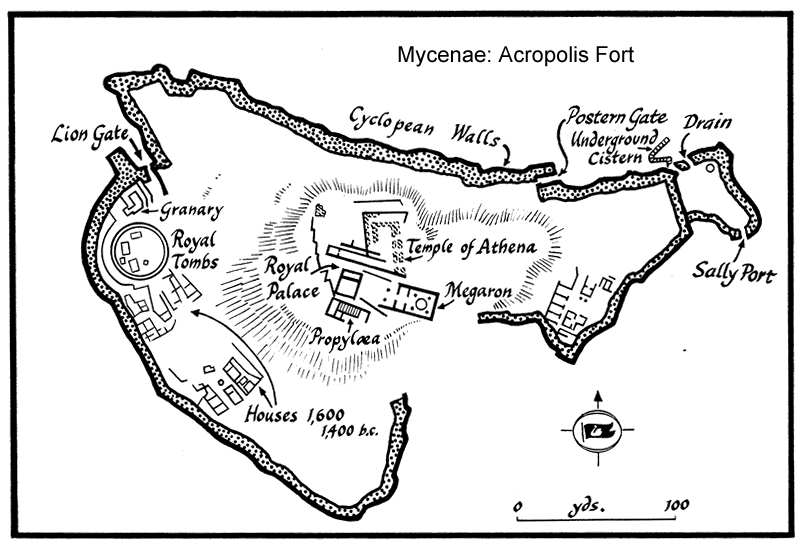 Mycenae: Acropolis Fort
Cyclopean Walls
Postern Gate
Underground
Cistern
Drain
Lion Gate
Granary
Royal
Tombs
Temple of Athena
Royal
Palace
Megaron
Sally Port
Propylæa
Houses 1,600
1,400 b.c.
0 yds. 100